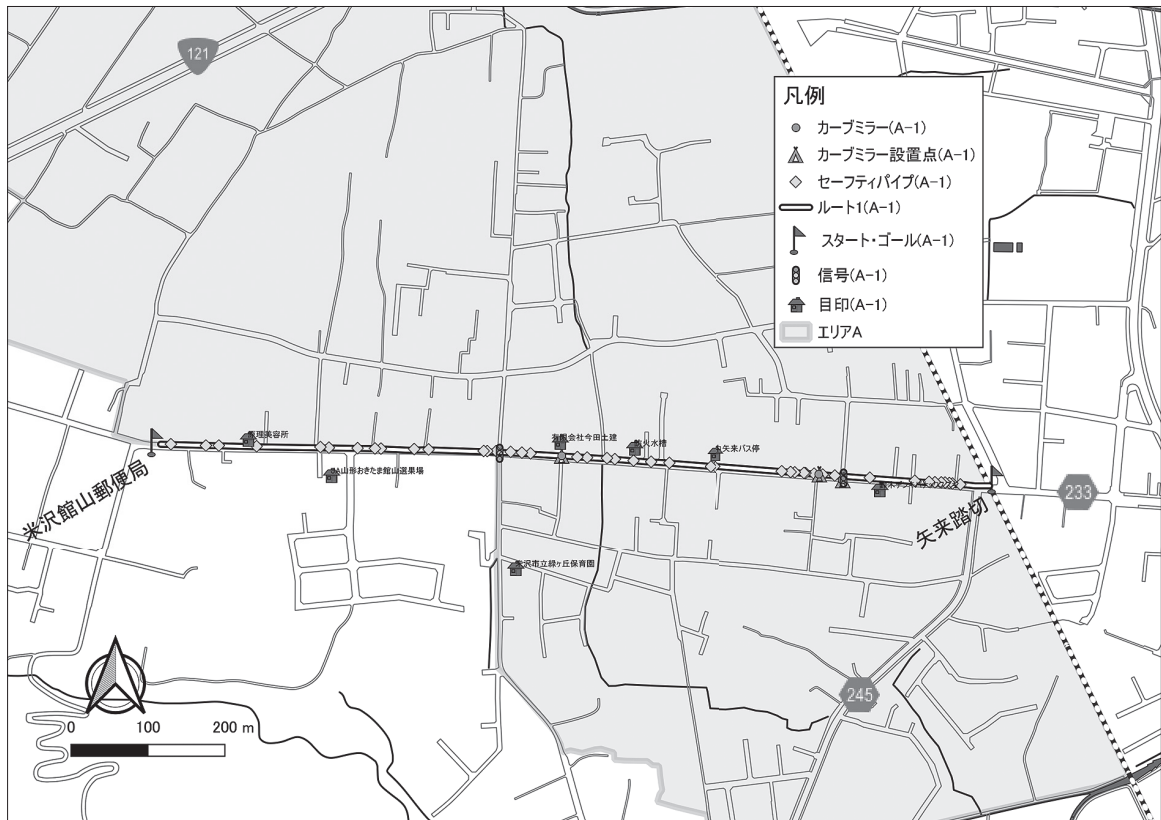 121
凡例
カーブミラー(A-1)
カーブミラー設置点(A-1)
セーフティパイプ(A-1)
ルート1(A-1)
スタート・ゴール(A-1)
信号(A-1)
目印(A-1)
エリアA
理美容所
会社今田土建
火水槽
矢来バス停
山形おきたま館山選果場
米沢館山郵便局
矢来踏切
233
米沢市立緑ヶ丘保育園
245
0 100 200 m